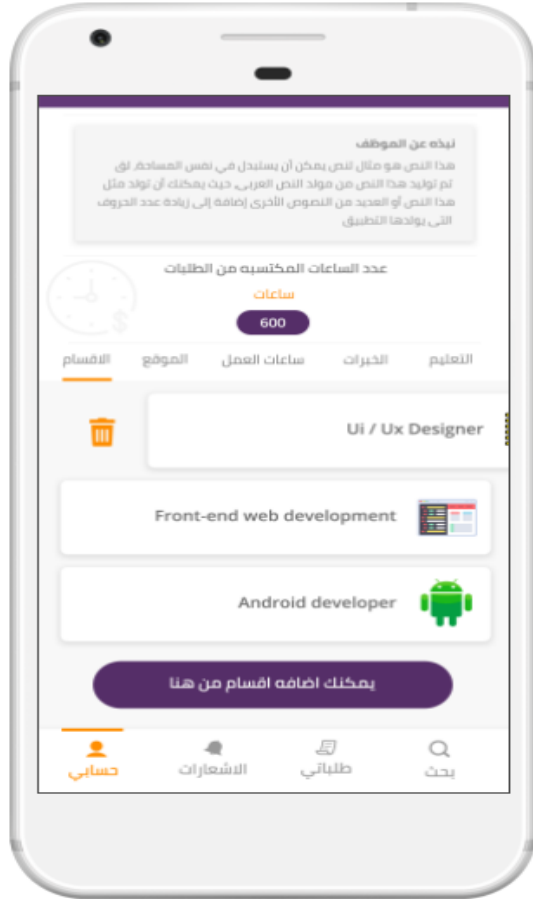 نبذه عن الموظف
هذا النص هو مثال لنص يمكن أن يستبدل في نفس المساحة، لق
تم توليد هذا النص من مولد النص العربى، حيث يمكنك أن تولد مثل
هذا النص أو العديد من النصوص الأخرى إضافة إلى زيادة عدد الحروف
التى يولدها التطبيق
عدد الساعات المكتسبه من الطلبات
ساعات
600
التعليم الخبرات ساعات العمل الموقع الاقسام
Ui / Ux Designer
Front-end web development
Android developer
يمكنك اضافه اقسام من هنا
بحث طلباتي الاشعارات حسابي